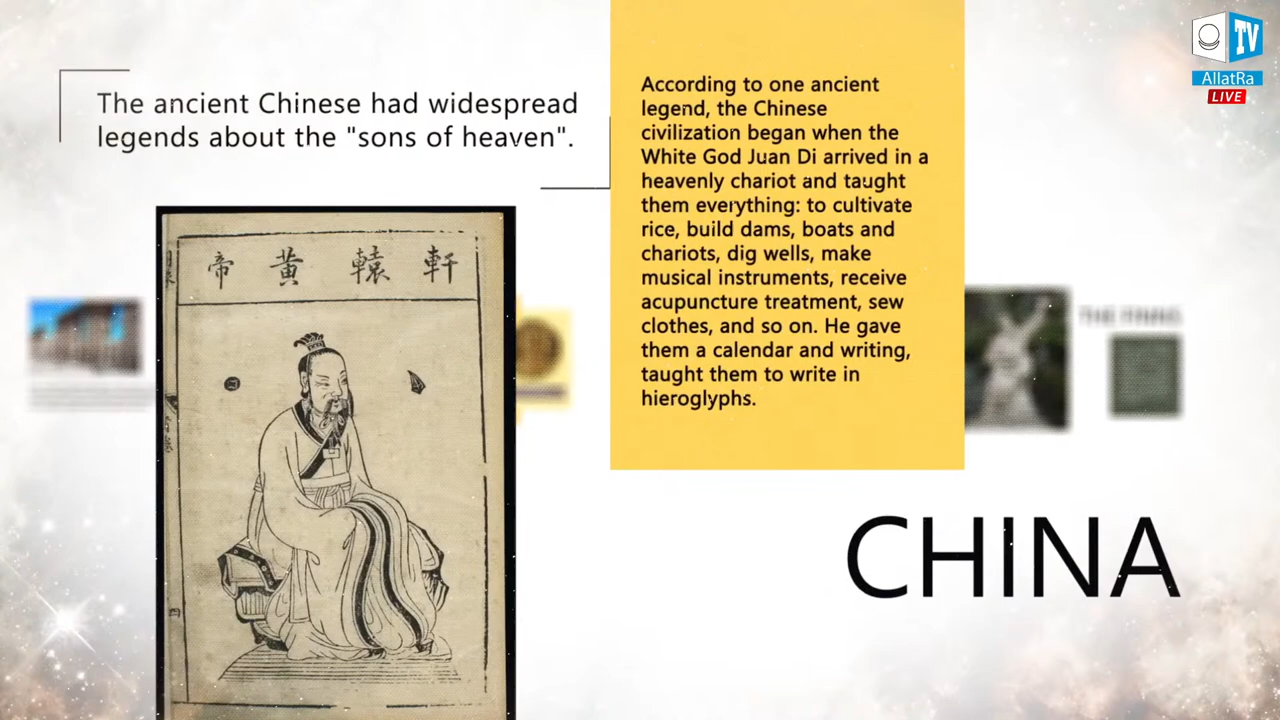 The ancient Chinese had widespread
legends about the "sons of heaven".
According to one ancient
legend, the Chinese
civilization began when the
White God Juan Di arrived in a
heavenly chariot and taught
them everything: to cultivate
rice, build dams, boats and
chariots, dig wells, make
musical instruments, receive
acupuncture treatment, sew
clothes, and so on. He gave
them a calendar and writing,
taught them to write in
hieroglyphs.
軒轅黃帝
CHINA
TV
AllatRa
LIVE